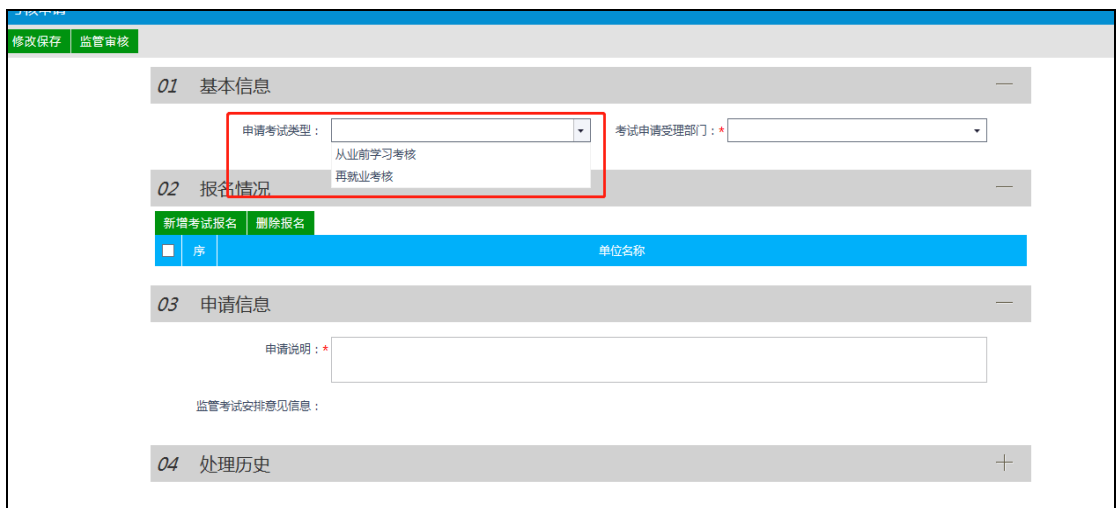 考核申请
修改保存 监管审核
01 基本信息
申请考试类型： 考试申请受理部门：*
从业前学习考核
再就业考核
02 报名情况
新增考试报名 删除报名
序 单位名称
03 申请信息
申请说明：*
监管考试安排意见信息：
04 处理历史